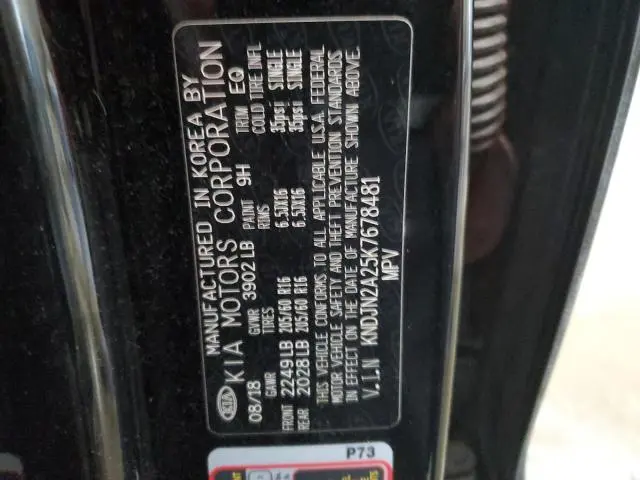 KIA
MANUFACTURED IN KOREA BY
KIA MOTORS CORPORATION
08/18 GVWR 3902LB PAINT 9H TRIM EQ
GAWR TIRES RIMS COLD TIRE INFL
FRONT 2249LB 205/60 R16 6.5JX16 35psi SINGLE
REAR 2028LB 205/60 R16 6.5JX16 35psi SINGLE
THIS VEHICLE CONFORMS TO ALL APPLICABLE U.S.A. FEDERAL
MOTOR VEHICLE SAFETY AND THEFT PREVENTION STANDARDS
IN EFFECT ON THE DATE OF MANUFACTURE SHOWN ABOVE.
V.I.N KNDJN2A25K7678481
MPV
P73